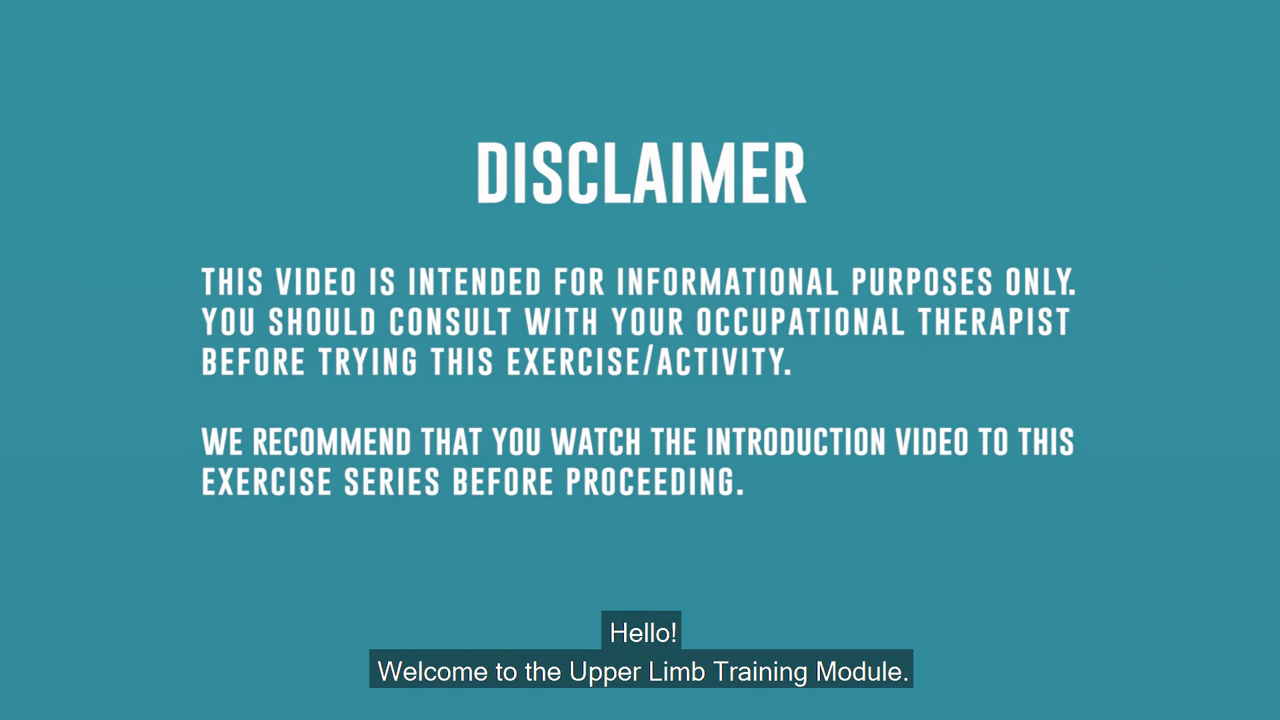 DISCLAIMER
THIS VIDEO IS INTENDED FOR INFORMATIONAL PURPOSES ONLY.
YOU SHOULD CONSULT WITH YOUR OCCUPATIONAL THERAPIST
BEFORE TRYING THIS EXERCISE/ACTIVITY.
WE RECOMMEND THAT YOU WATCH THE INTRODUCTION VIDEO TO THIS
EXERCISE SERIES BEFORE PROCEEDING.
Hello!
Welcome to the Upper Limb Training Module.